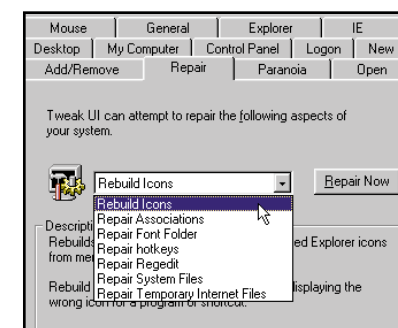 Mouse General Explorer IE
Desktop My Computer Control Panel Logon New
Add/Remove Repair Paranoia Open
Tweak UI can attempt to repair the following aspects of
your system.
Rebuild Icons Repair Now
Rebuild Icons
Repair Associations
Repair Font Folder
Repair hotkeys
Repair Regedit
Repair System Files
Repair Temporary Internet Files
Descripti
Rebuilds ed Explorer icons
from me
Rebuild isplaying the
wrong icon for a program or shortcut.